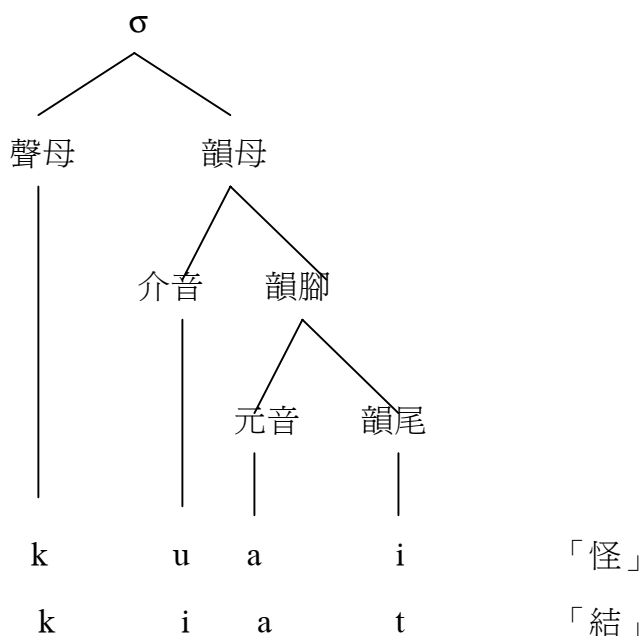 σ
聲母 韻母
介音 韻腳
元音 韻尾
k u a i 「怪」
k i a t 「結」